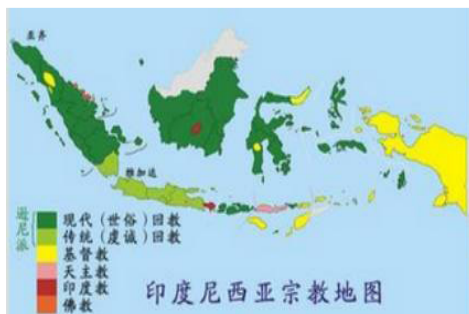 亚齐
雅加达
逊尼派
现代（世俗）回教
传统（虔诚）回教
基督教
天主教
印度教
佛教
印度尼西亚宗教地图